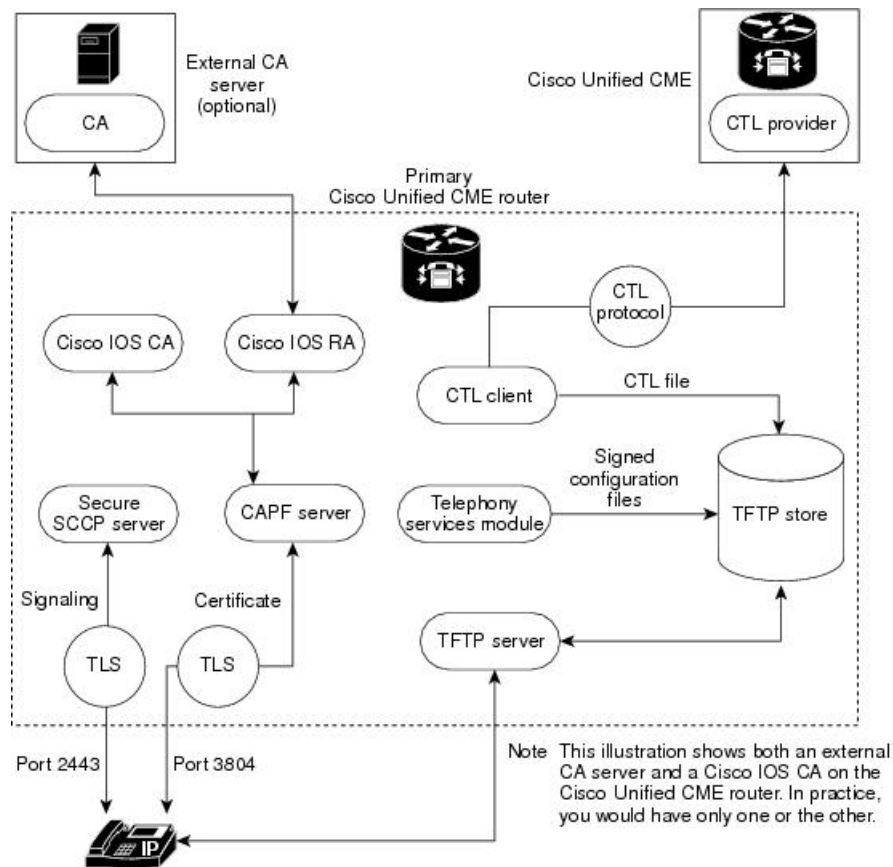 External CA
server
(optional)
CA
Cisco Unified CME
CTL provider
Primary
Cisco Unified CME router
CTL
protocol
Cisco IOS CA
Cisco IOS RA
CTL client
CTL file
Secure
SCCP server
CAPF server
Telephony
services module
Signed
configuration
files
TFTP store
Signaling
Certificate
TLS
TLS
TFTP server
Port 2443
Port 3804
IP
Note This illustration shows both an external
CA server and a Cisco IOS CA on the
Cisco Unified CME router. In practice,
you would have only one or the other.